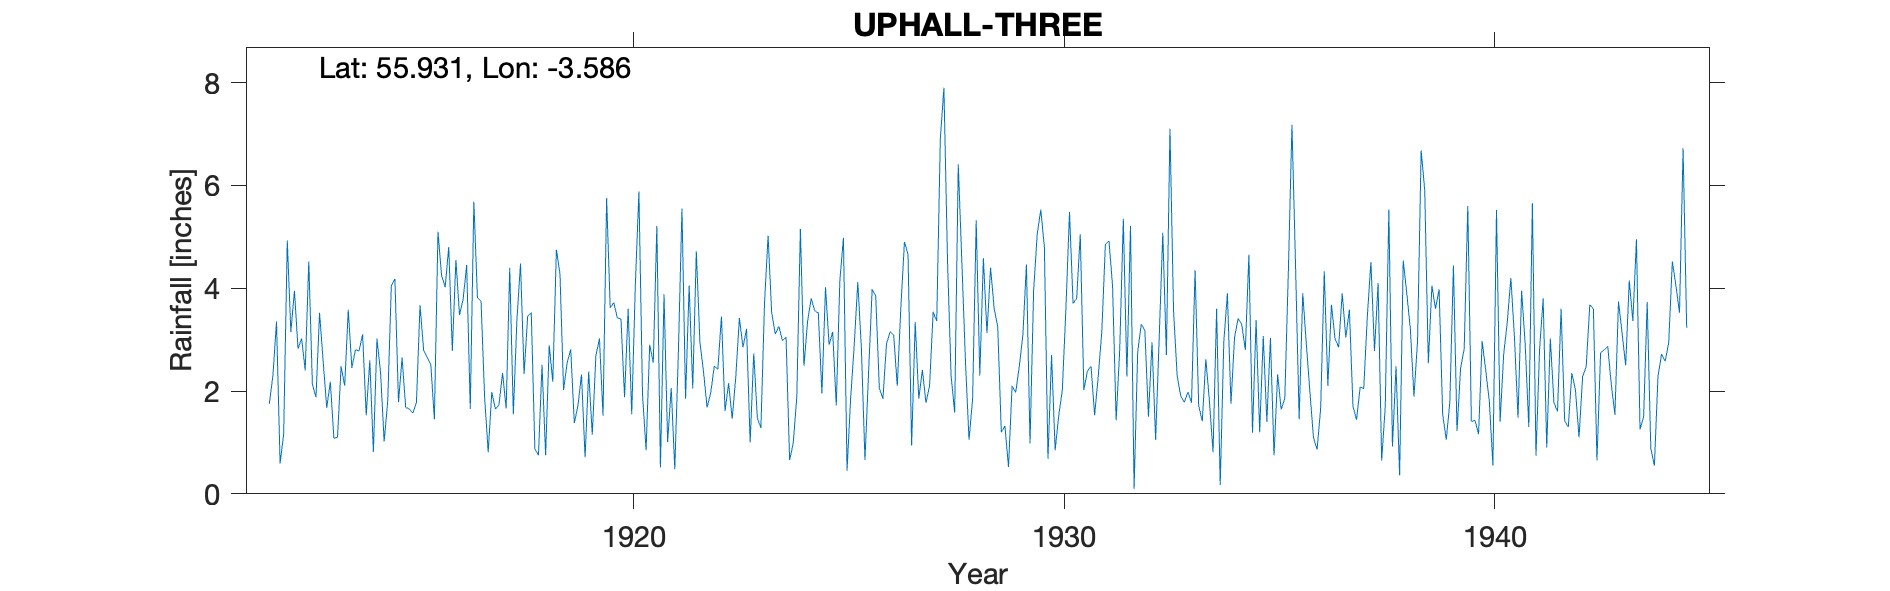 UPHALL-THREE
Lat: 55.931, Lon: -3.586
Rainfall [inches]
8
6
4
2
0
1920 1930 1940
Year